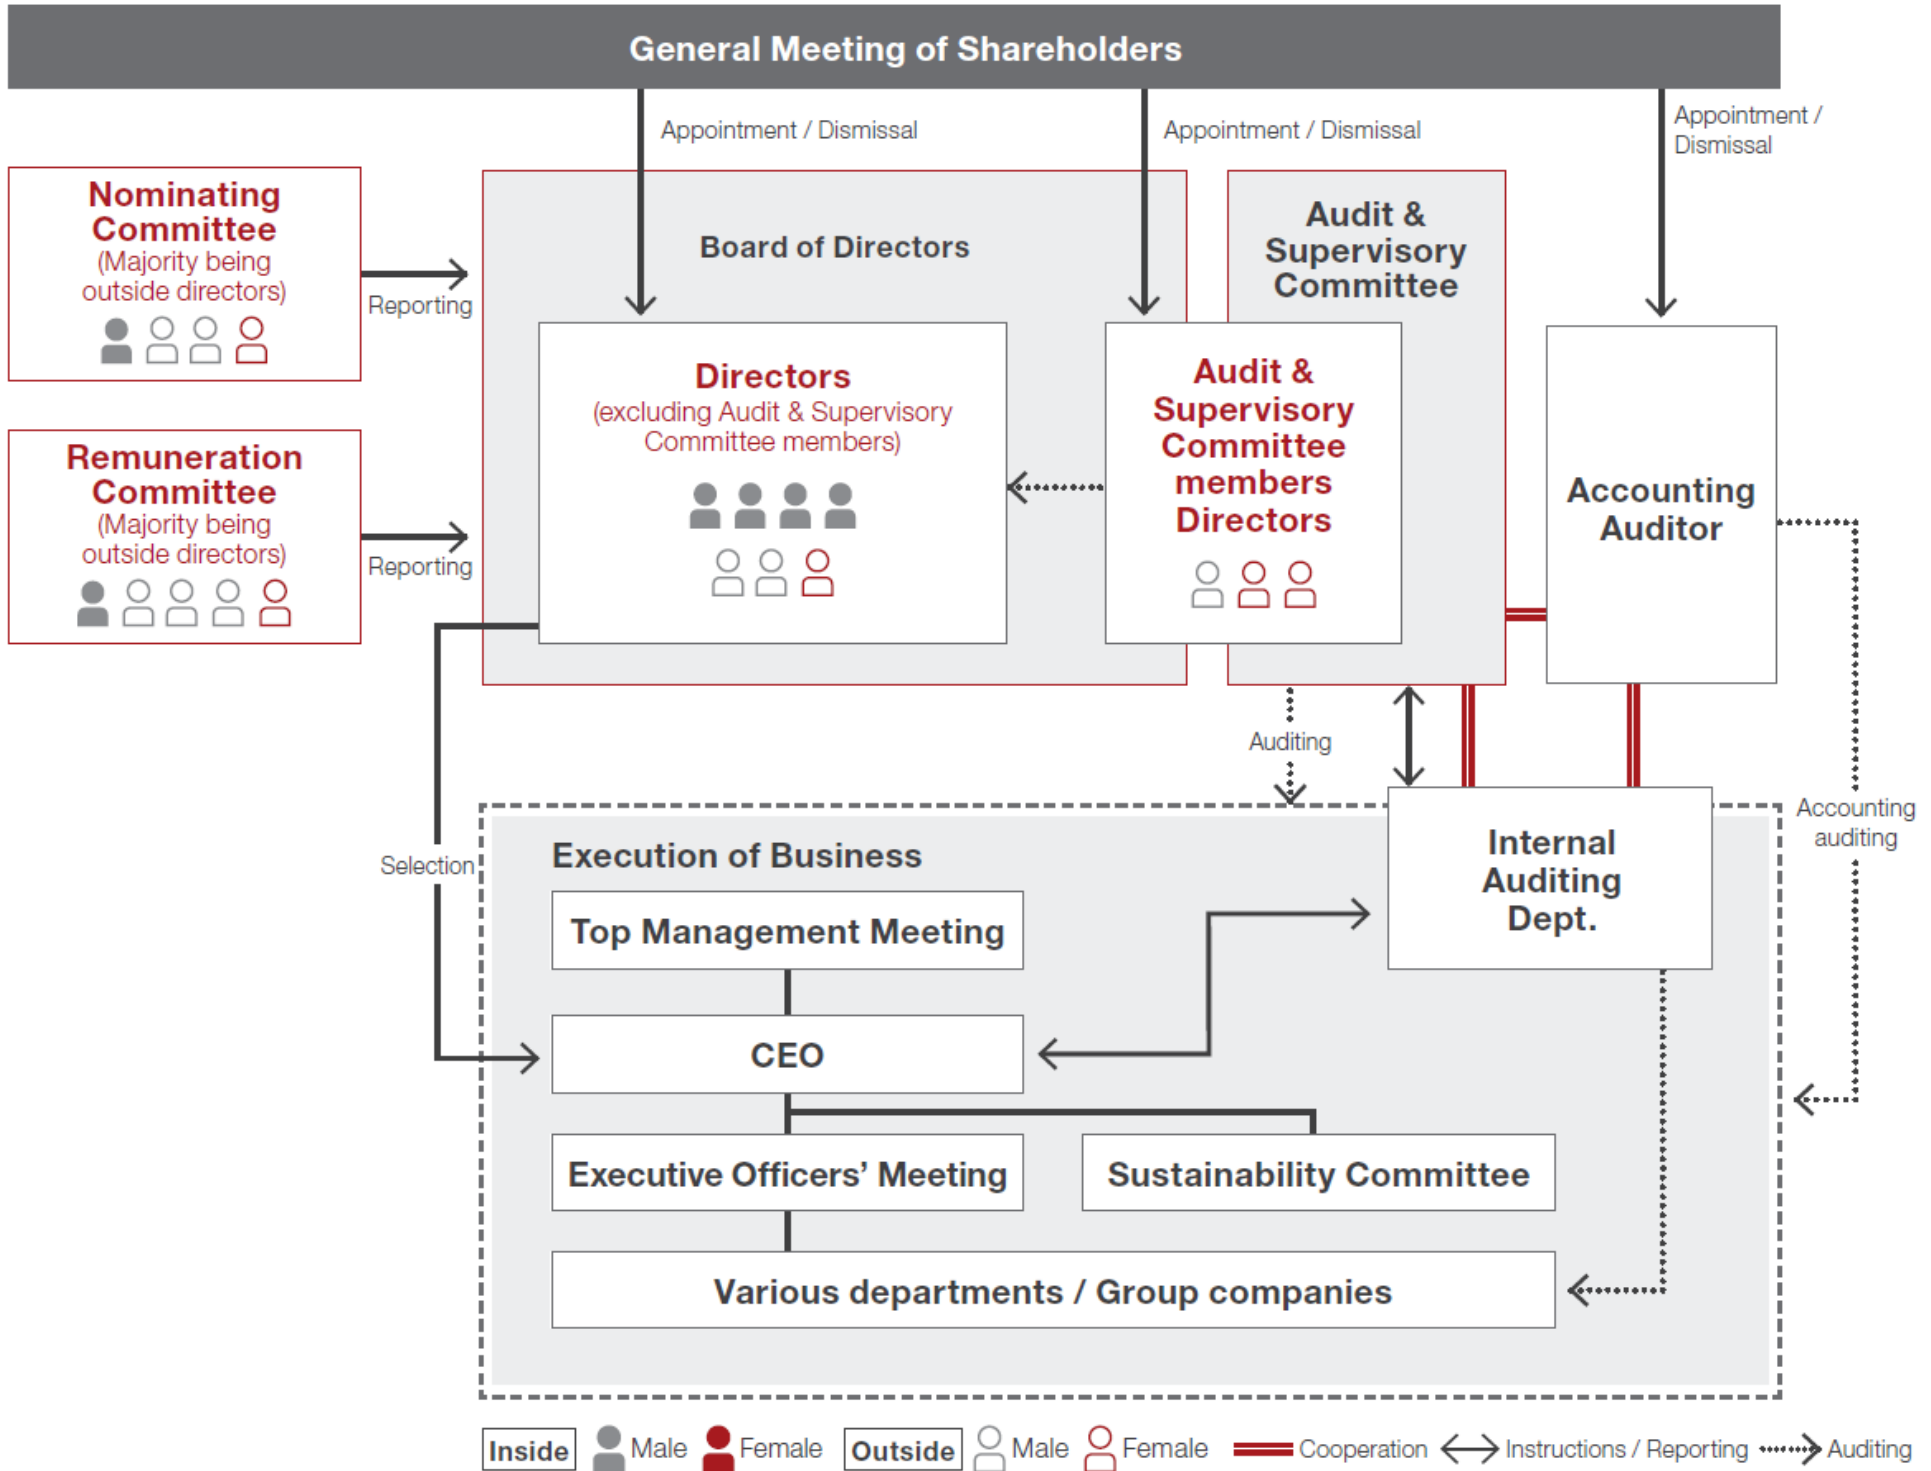 General Meeting of Shareholders
Appointment / Dismissal
Appointment / Dismissal
Appointment /
Dismissal
Nominating
Committee
(Majority being
outside directors)
Reporting
Remuneration
Committee
(Majority being
outside directors)
Reporting
Board of Directors
Directors
(excluding Audit & Supervisory
Committee members)
Audit &
Supervisory
Committee
Audit &
Supervisory
Committee
members
Directors
Accounting
Auditor
Auditing
Accounting
auditing
Selection
Execution of Business
Top Management Meeting
Internal
Auditing
Dept.
CEO
Executive Officers’ Meeting
Sustainability Committee
Various departments / Group companies
Inside Male Female Outside Male Female Cooperation Instructions / Reporting Auditing